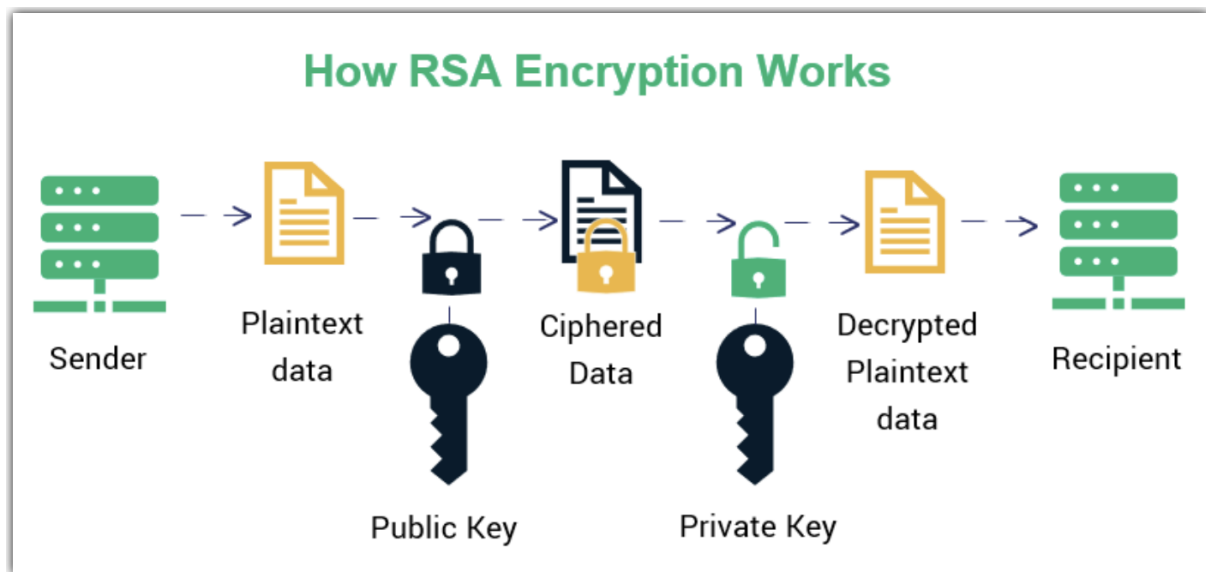 How RSA Encryption Works
Sender
Plaintext
data
Public Key
Ciphered
Data
Private Key
Decrypted
Plaintext
data
Recipient